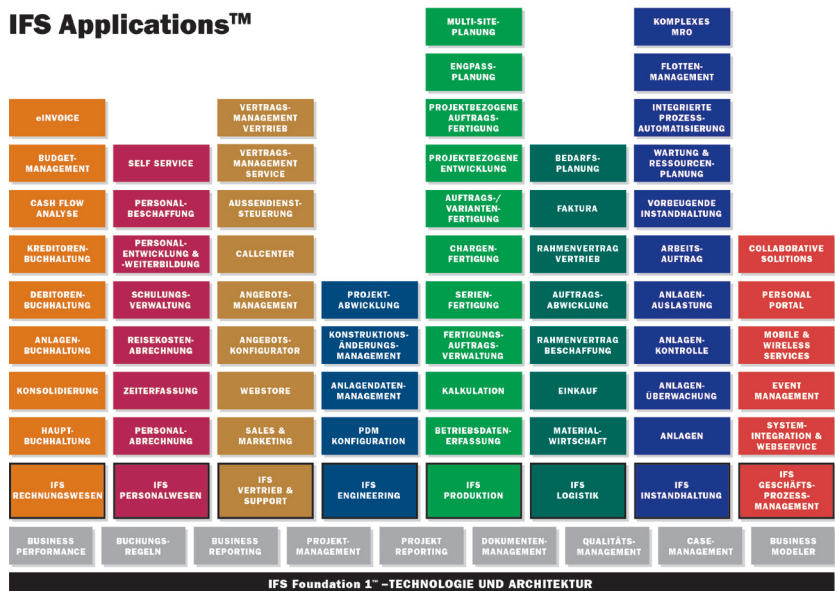 IFS Applications™
MULTI-SITE-
PLANUNG
KOMPLEXES
MRO
ENGPASS-
PLANUNG
FLOTTEN-
MANAGEMENT
eINVOICE
VERTRAGS-
MANAGEMENT
VERTRIEB
PROJEKTBEZOGENE
AUFTRAGS-
FERTIGUNG
INTEGRIERTE
PROZESS-
AUTOMATISIERUNG
BUDGET-
MANAGEMENT
SELF SERVICE
VERTRAGS-
MANAGEMENT
SERVICE
PROJEKTBEZOGENE
ENTWICKLUNG
BEDARFS-
PLANUNG
WARTUNG &
RESSOURCEN-
PLANUNG
CASH FLOW
ANALYSE
PERSONAL-
BESCHAFFUNG
AUSSENDIENST-
STEUERUNG
AUFTRAGS-/
VARIANTEN-
FERTIGUNG
FAKTURA
VORBEUGENDE
INSTANDHALTUNG
KREDITOREN-
BUCHHALTUNG
PERSONAL-
ENTWICKLUNG &
-WEITERBILDUNG
CALLCENTER
CHARGEN-
FERTIGUNG
RAHMENVERTRAG
VERTRIEB
ARBEITS-
AUFTRAG
COLLABORATIVE
SOLUTIONS
DEBITOREN-
BUCHHALTUNG
SCHULUNGS-
VERWALTUNG
ANGEBOTS-
MANAGEMENT
PROJEKT-
ABWICKLUNG
SERIEN-
FERTIGUNG
AUFTRAGS-
ABWICKLUNG
ANLAGEN-
AUSLASTUNG
PERSONAL
PORTAL
ANLAGEN-
BUCHHALTUNG
REISEKOSTEN-
ABRECHNUNG
ANGEBOTS-
KONFIGURATOR
KONSTRUKTIONS-
ÄNDERUNGS-
MANAGEMENT
FERTIGUNGS-
AUFTRAGS-
VERWALTUNG
RAHMENVERTRAG
BESCHAFFUNG
ANLAGEN-
KONTROLLE
MOBILE &
WIRELESS
SERVICES
KONSOLIDIERUNG
ZEITERFASSUNG
WEBSTORE
ANLAGENDATEN-
MANAGEMENT
KALKULATION
EINKAUF
ANLAGEN-
ÜBERWACHUNG
EVENT
MANAGEMENT
HAUPT-
BUCHHALTUNG
PERSONAL-
ABRECHNUNG
SALES &
MARKETING
PDM
KONFIGURATION
BETRIEBSDATEN-
ERFASSUNG
MATERIAL-
WIRTSCHAFT
ANLAGEN
SYSTEM-
INTEGRATION &
WEBSERVICE
IFS
RECHNUNGSWESEN
IFS
PERSONALWESEN
IFS
VERTRIEB &
SUPPORT
IFS
ENGINEERING
IFS
PRODUKTION
IFS
LOGISTIK
IFS
INSTANDHALTUNG
IFS
GESCHÄFTS-
PROZESS-
MANAGEMENT
BUSINESS
PERFORMANCE
BUCHUNGS-
REGELN
BUSINESS
REPORTING
PROJEKT-
MANAGEMENT
PROJEKT
REPORTING
DOKUMENTEN-
MANAGEMENT
QUALITÄTS-
MANAGEMENT
CASE-
MANAGEMENT
BUSINESS
MODELER
IFS Foundation 1™ –TECHNOLOGIE UND ARCHITEKTUR